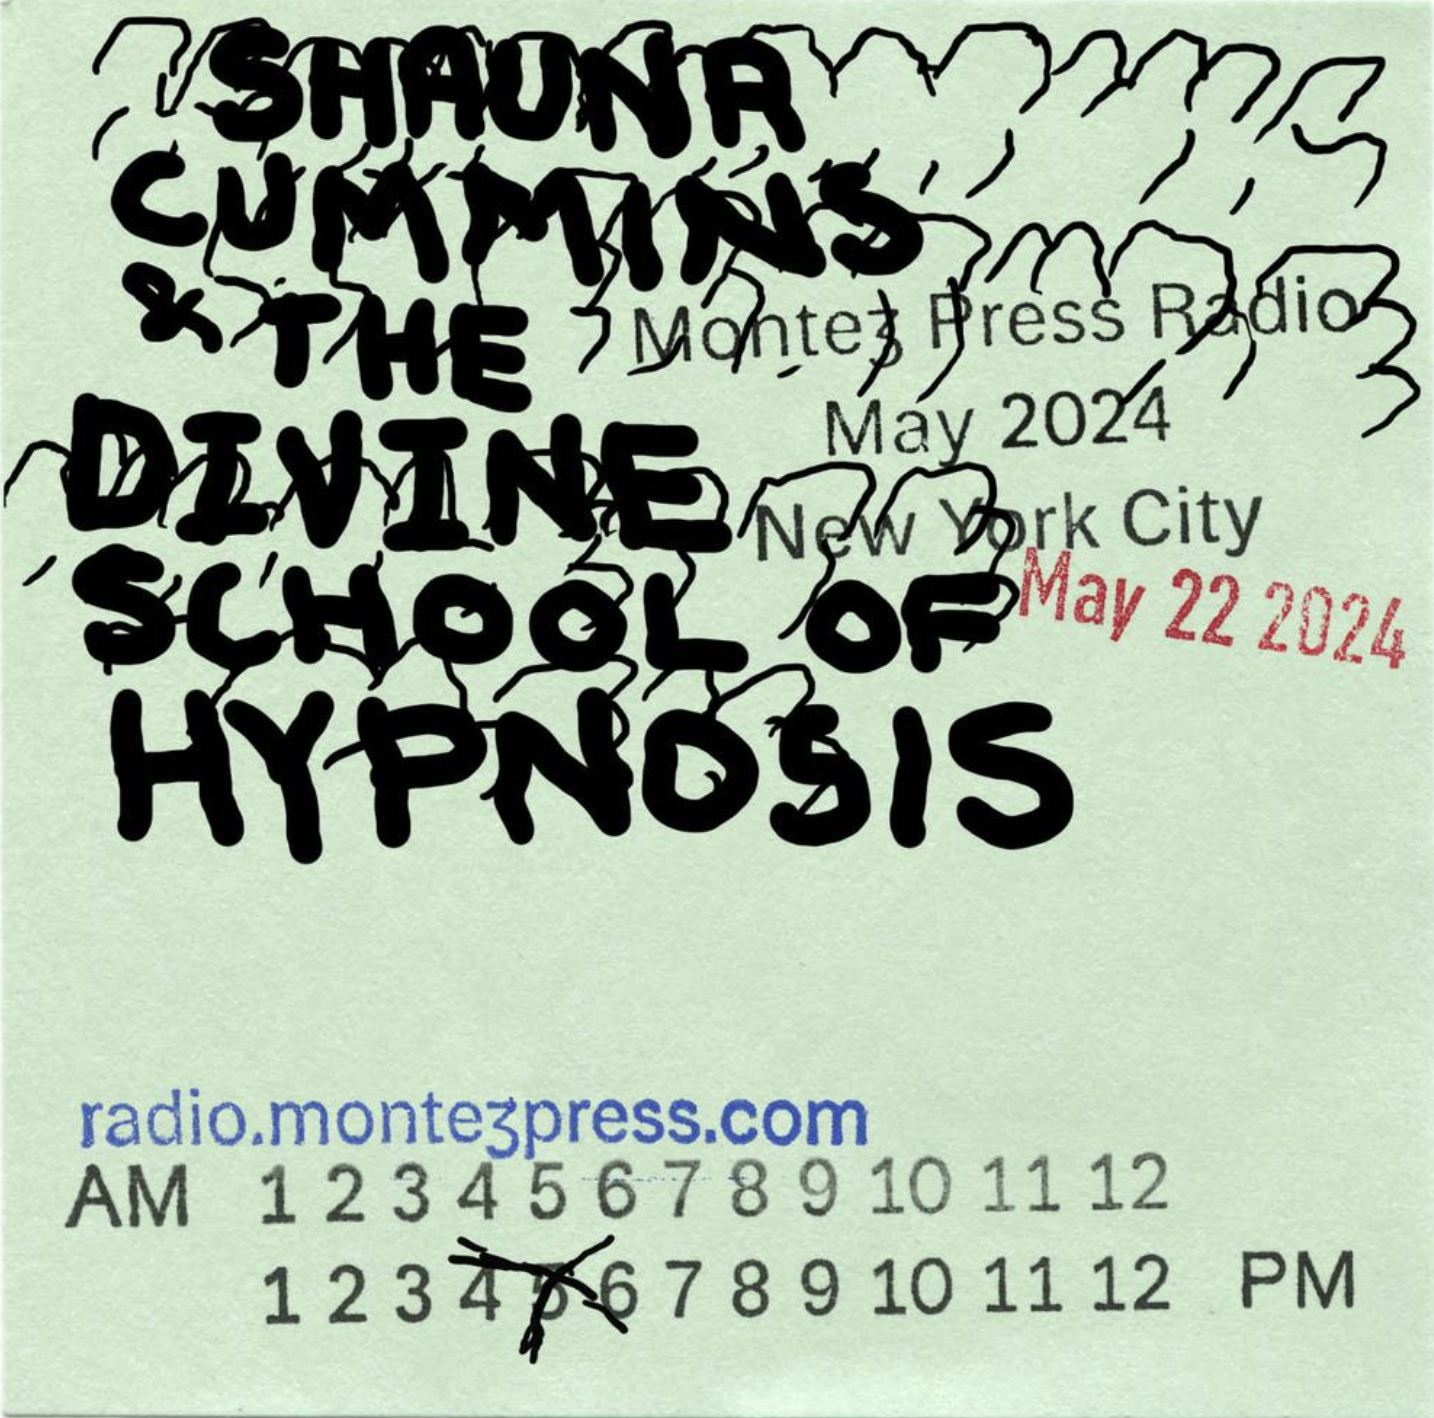 SHAUNA
CUMMINS
& THE
Monteʒ Press Radio
May 2024
DIVINE
New York City
SCHOOL OF
May 22 2024
HYPNOSIS
radio.monteʒpress.com
AM 1 2 3 4 5 6 7 8 9 10 11 12
1 2 3 4 5 6 7 8 9 10 11 12 PM